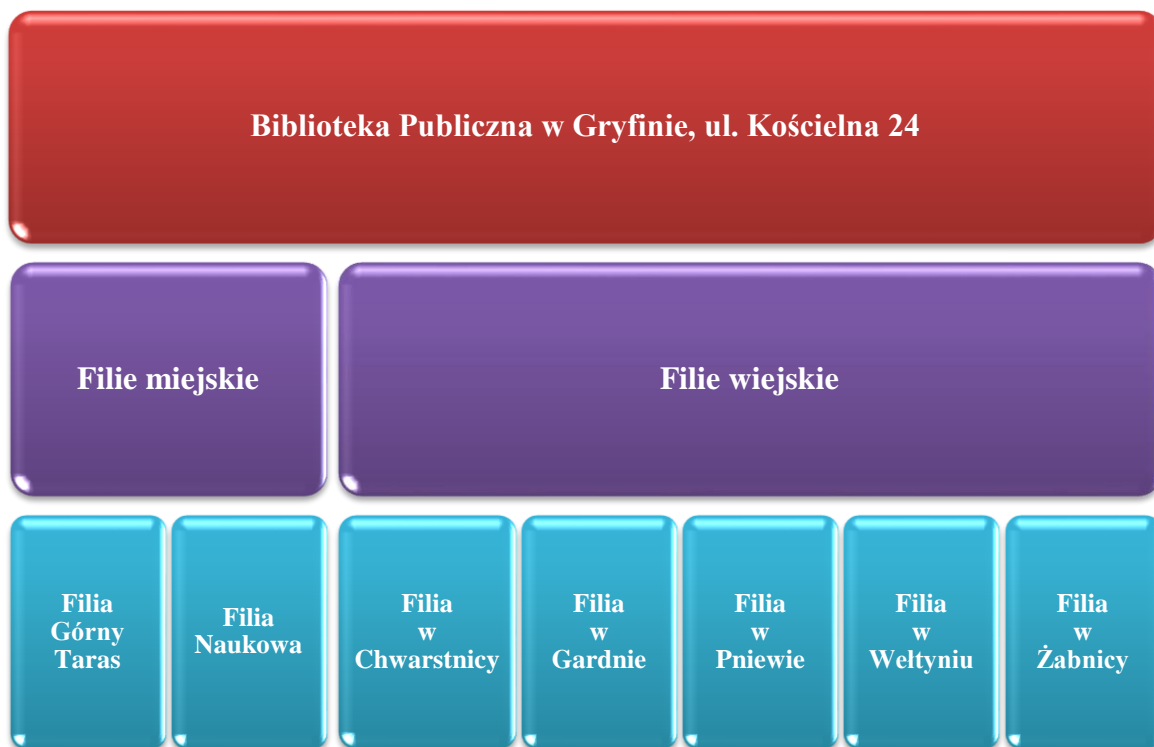 Biblioteka Publiczna w Gryfinie, ul. Kościelna 24
Filie miejskie
Filie wiejskie
Filia
Górny
Taras
Filia
Naukowa
Filia
w
Chwarstnicy
Filia
w
Gardnie
Filia
w
Pniewie
Filia
w
Wełtyniu
Filia
w
Żabnicy